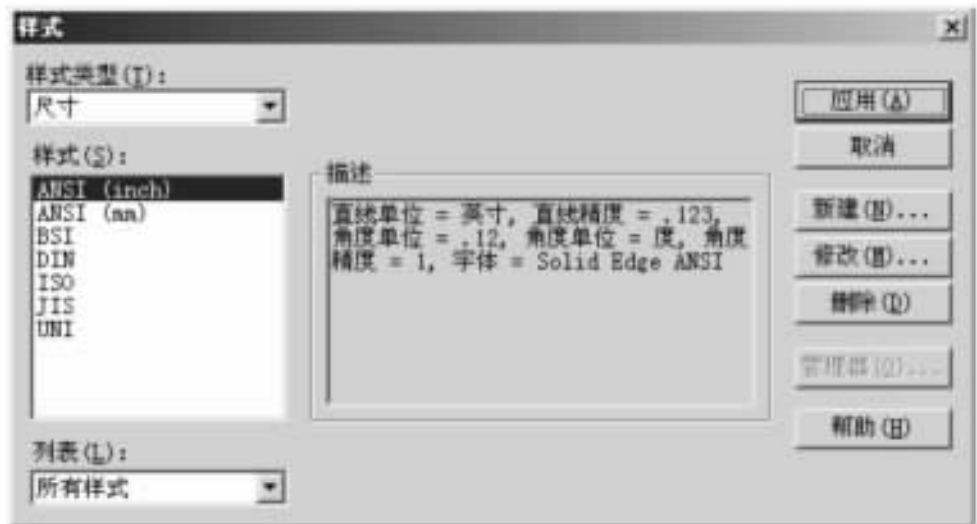 样式
样式类型(T):
尺寸
样式(S):
ANSI (inch)
ANSI (mm)
BSI
DIN
ISO
JIS
UNI
列表(L):
所有样式
描述
直线单位 = 英寸, 直线精度 = .123,
角度单位 = .12, 角度单位 = 度, 角度
精度 = 1, 字体 = Solid Edge ANSI
应用(A)
取消
新建(N)...
修改(M)...
删除(D)
管理器(O)...
帮助(H)